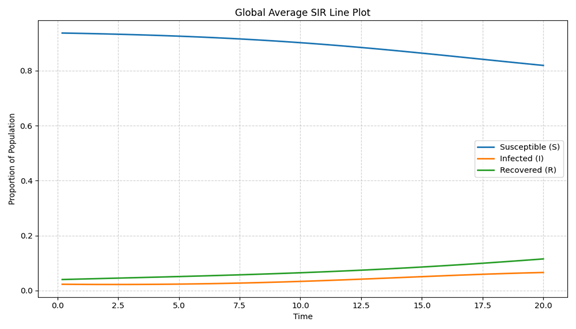 Global Average SIR Line Plot
Proportion of Population
0.8
0.6
0.4
0.2
0.0
Susceptible (S)
Infected (I)
Recovered (R)
0.0 2.5 5.0 7.5 10.0 12.5 15.0 17.5 20.0
Time